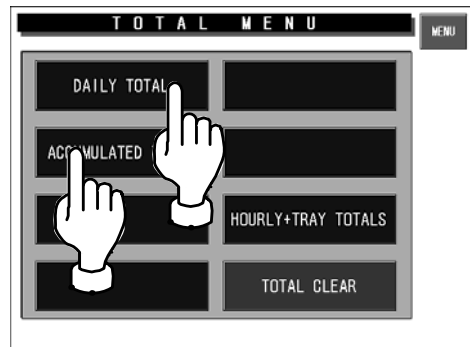 TOTAL MENU
MENU
DAILY TOTAL
ACCUMULATED
HOURLY+TRAY TOTALS
TOTAL CLEAR